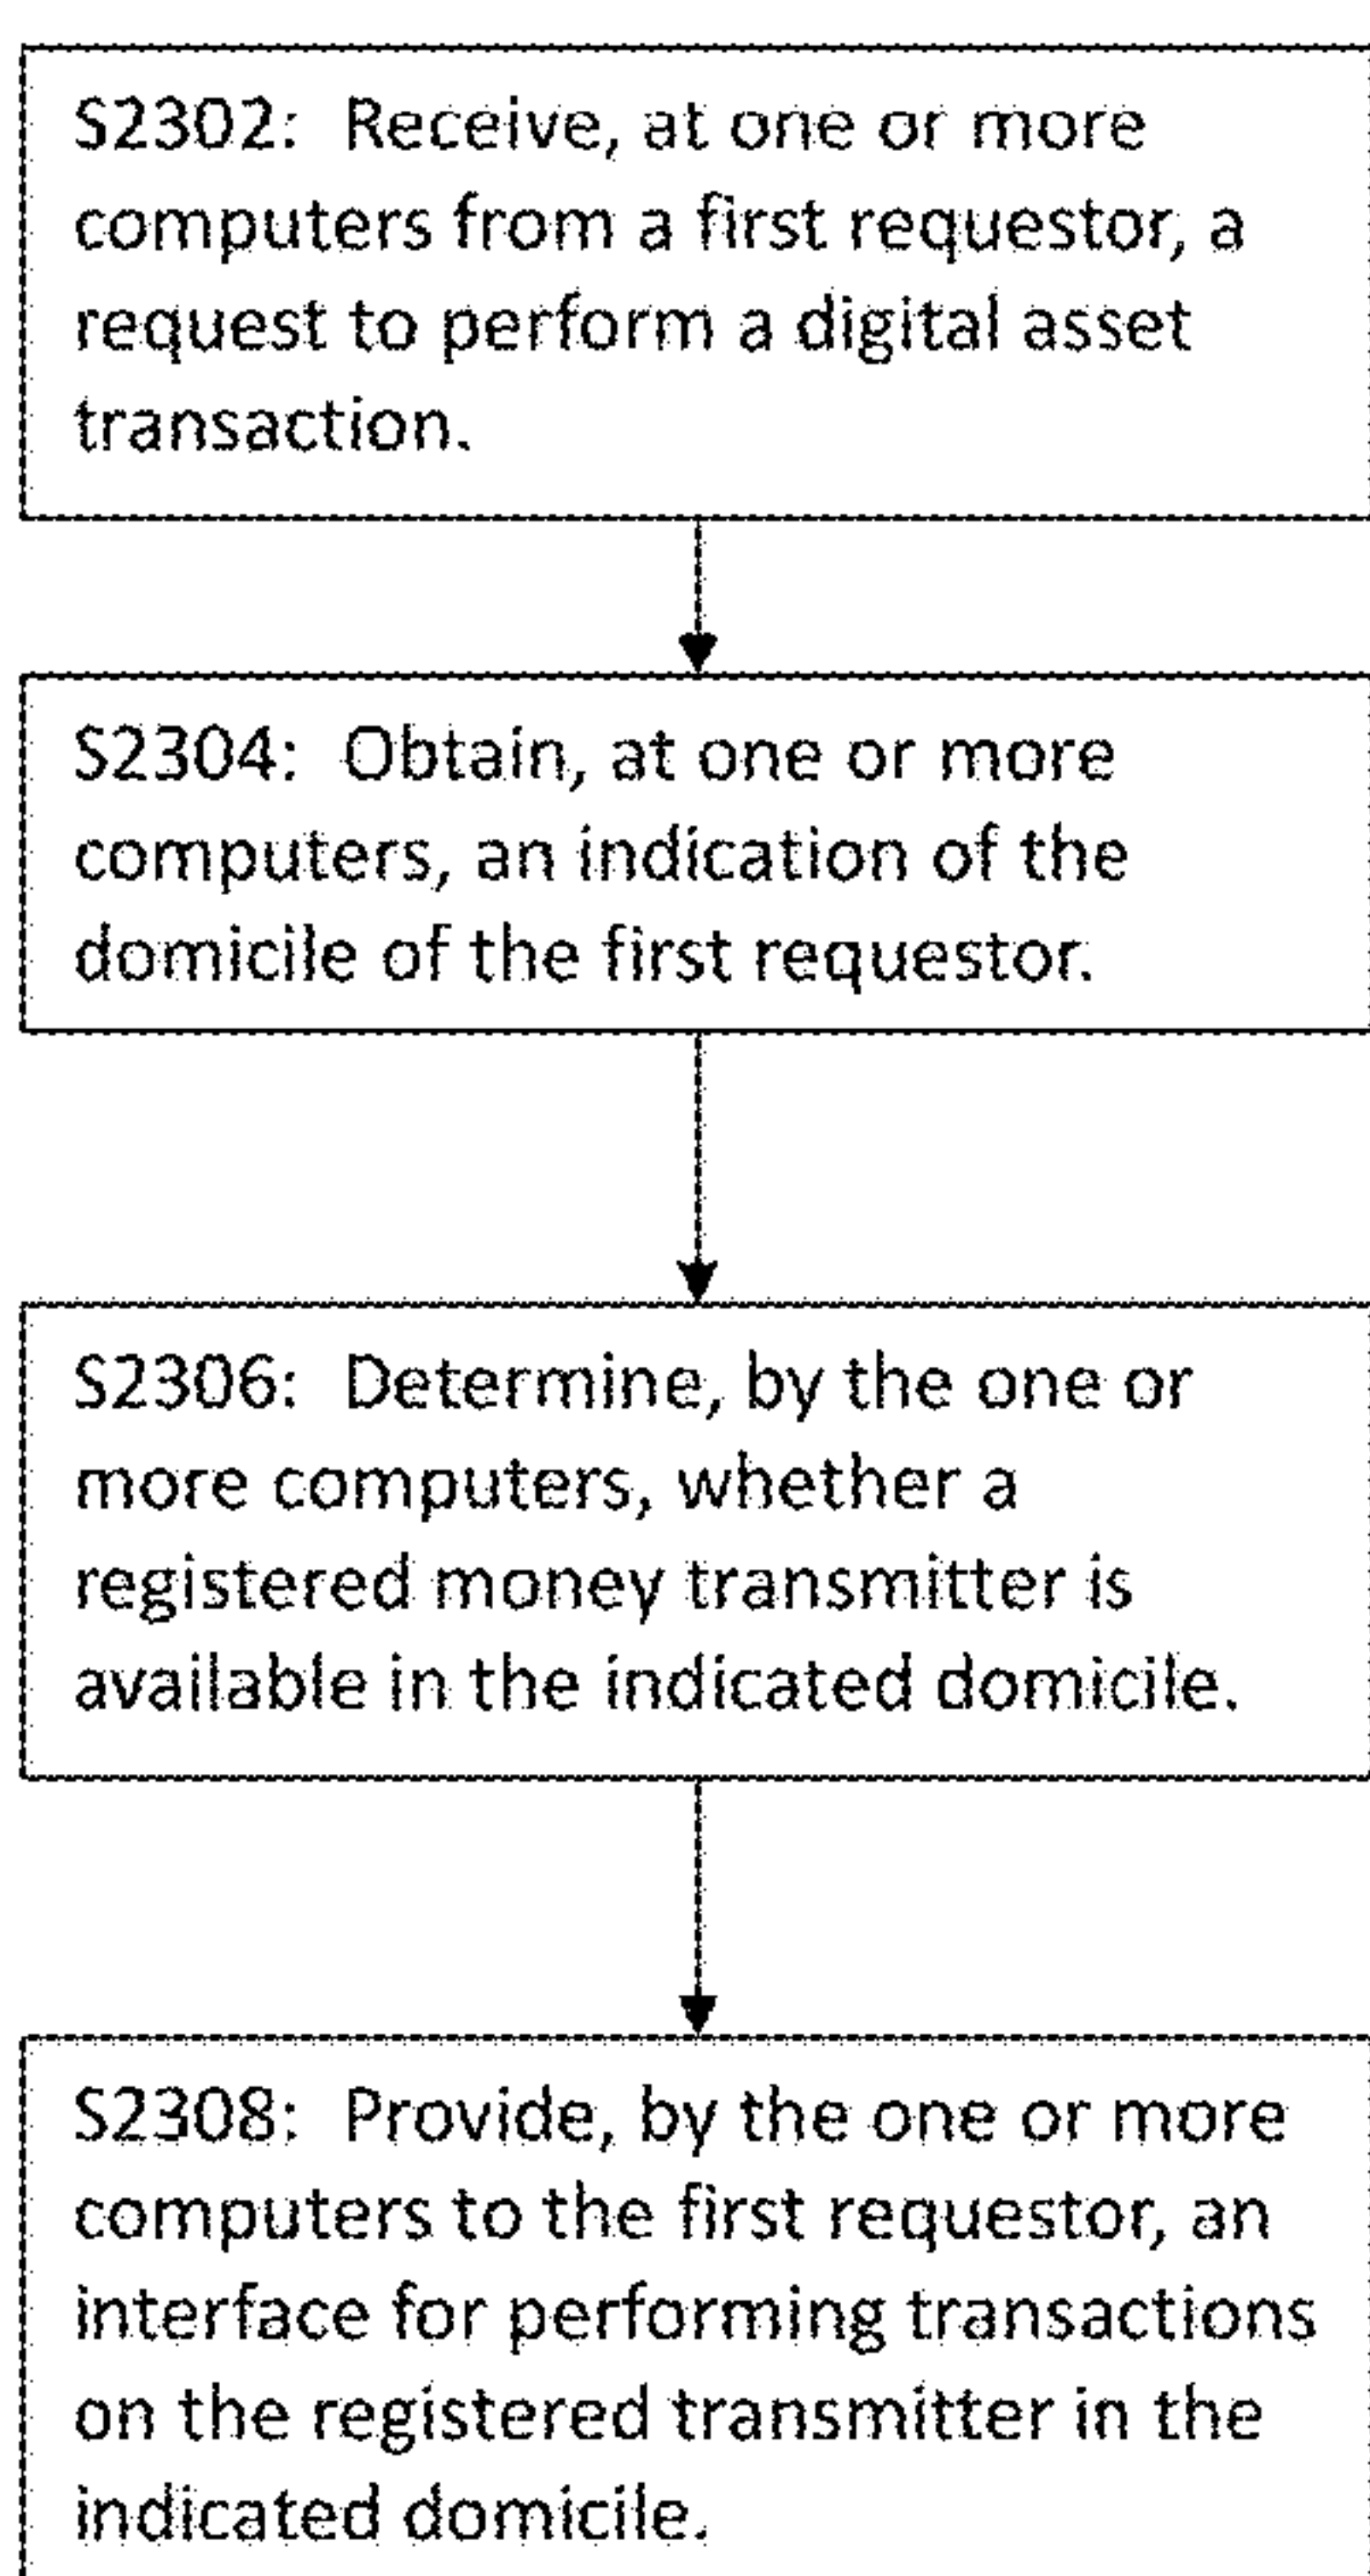 S2302: Receive, at one or more
computers from a first requestor, a
request to perform a digital asset
transaction.
S2304: Obtain, at one or more
computers, an indication of the
domicile of the first requestor.
S2306: Determine, by the one or
more computers, whether a
registered money transmitter is
available in the indicated domicile.
S2308: Provide, by the one or more
computers to the first requestor, an
interface for performing transactions
on the registered transmitter in the
indicated domicile.